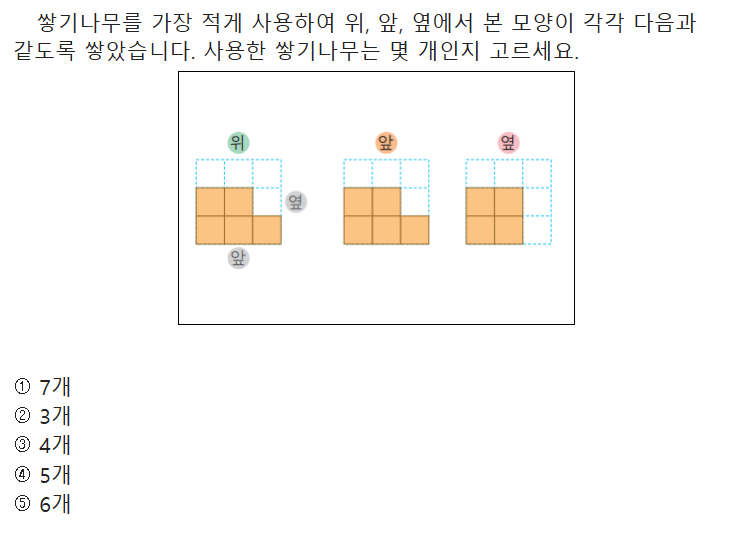 쌓기나무를 가장 적게 사용하여 위, 앞, 옆에서 본 모양이 각각 다음과
같도록 쌓았습니다. 사용한 쌓기나무는 몇 개인지 고르세요.
위 앞 옆
옆
앞
① 7개
② 3개
③ 4개
④ 5개
⑤ 6개